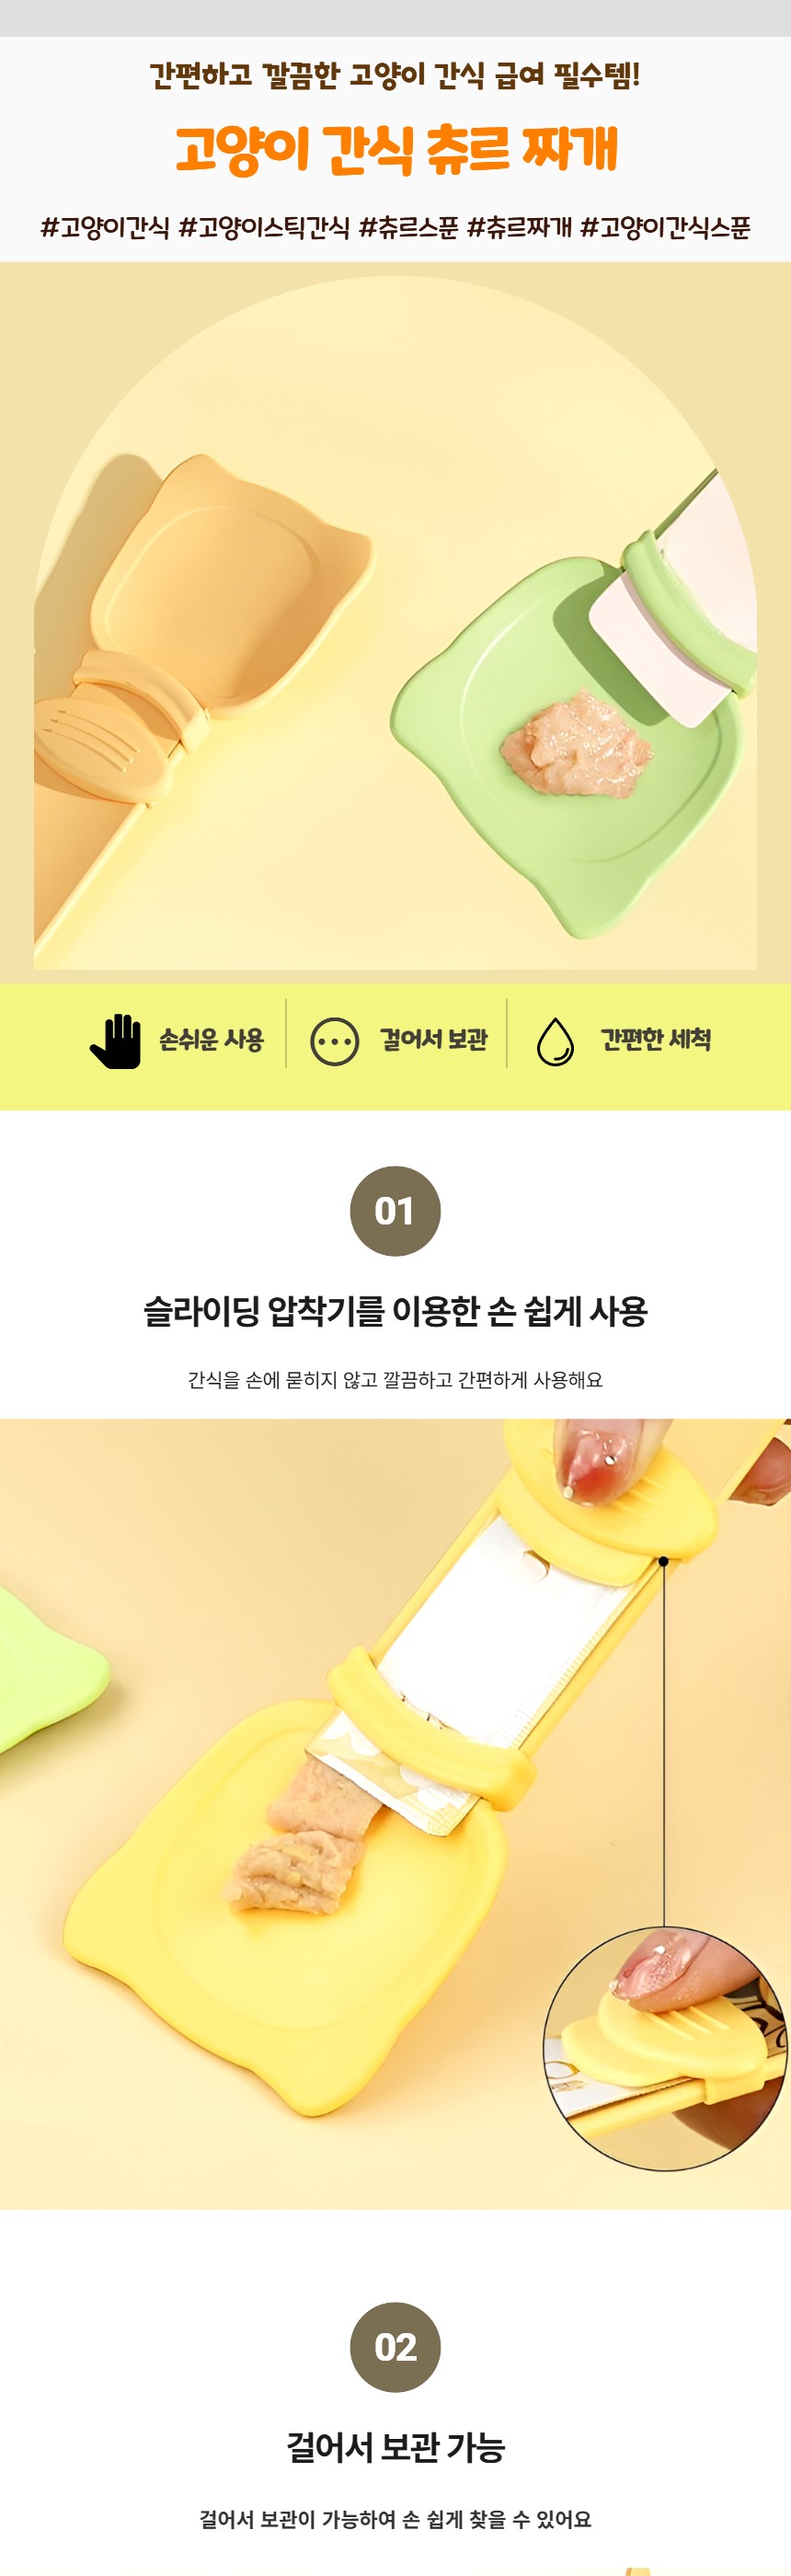 간편하고 깔끔한 고양이 간식 급여 필수템!
고양이 간식 츄르 짜개
#고양이간식 #고양이스틱간식 #츄르스푼 #츄르짜개 #고양이간식스푼
손쉬운 사용
걸어서 보관
간편한 세척
01
슬라이딩 압착기를 이용한 손 쉽게 사용
간식을 손에 묻히지 않고 깔끔하고 간편하게 사용해요
02
걸어서 보관 가능
걸어서 보관이 가능하여 손 쉽게 찾을 수 있어요